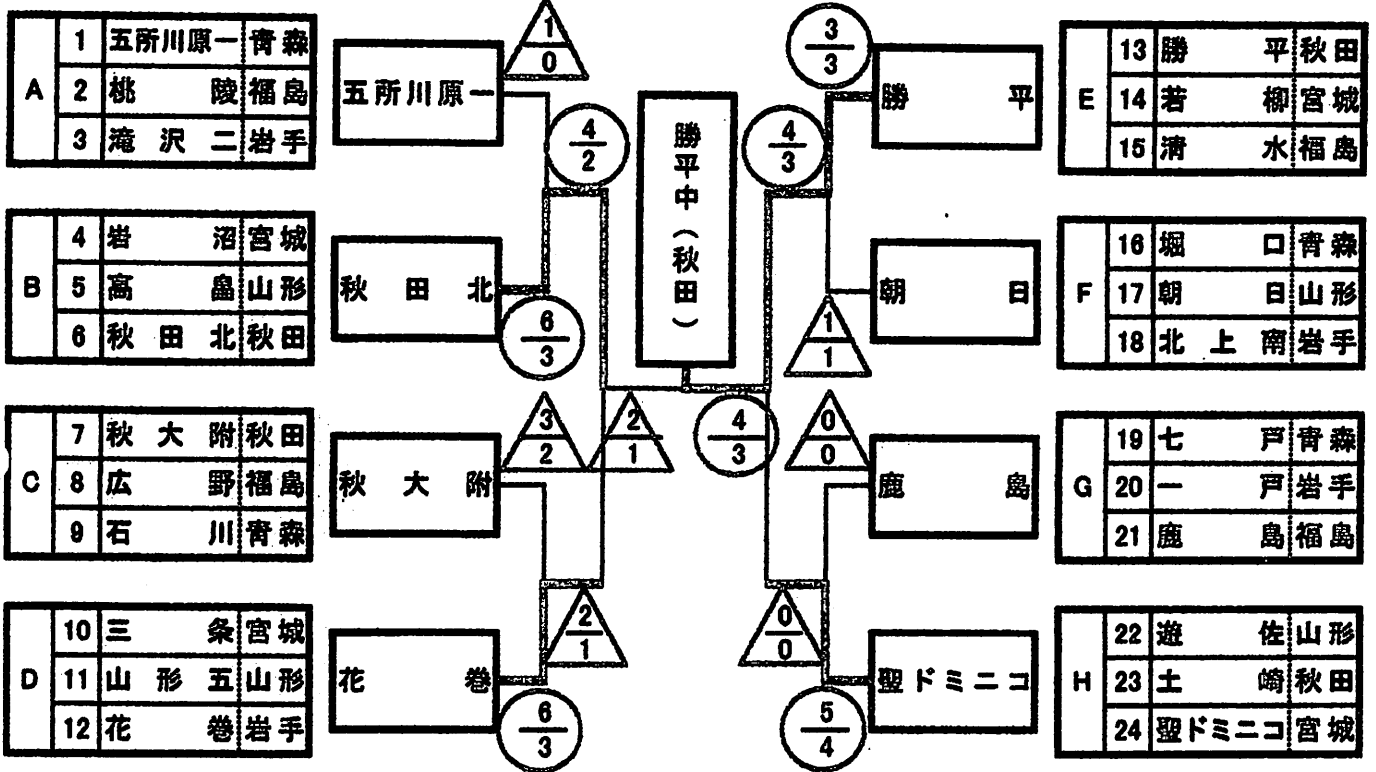 A
1 五所川原一 青森
2 桃陵 福島
3 滝沢二 岩手
B
4 岩沼 宮城
5 高畠 山形
6 秋田北 秋田
C
7 秋大附 秋田
8 広野 福島
9 石川 青森
D
10 三条 宮城
11 山形五 山形
12 花巻 岩手
五所川原一
1
0
4
2
秋田北
6
3
秋大附
3
2
2
1
2
1
花巻
6
3
勝平中(秋田)
3
3
勝平
4
3
朝日
1
1
4
3
0
0
鹿島
0
0
聖ドミニコ
5
4
E
13 勝平 秋田
14 若柳 宮城
15 清水 福島
F
16 堀口 青森
17 朝日 山形
18 北上南 岩手
G
19 七戸 青森
20 一戸 岩手
21 鹿島 福島
H
22 遊佐 山形
23 土崎 秋田
24 聖ドミニコ 宮城